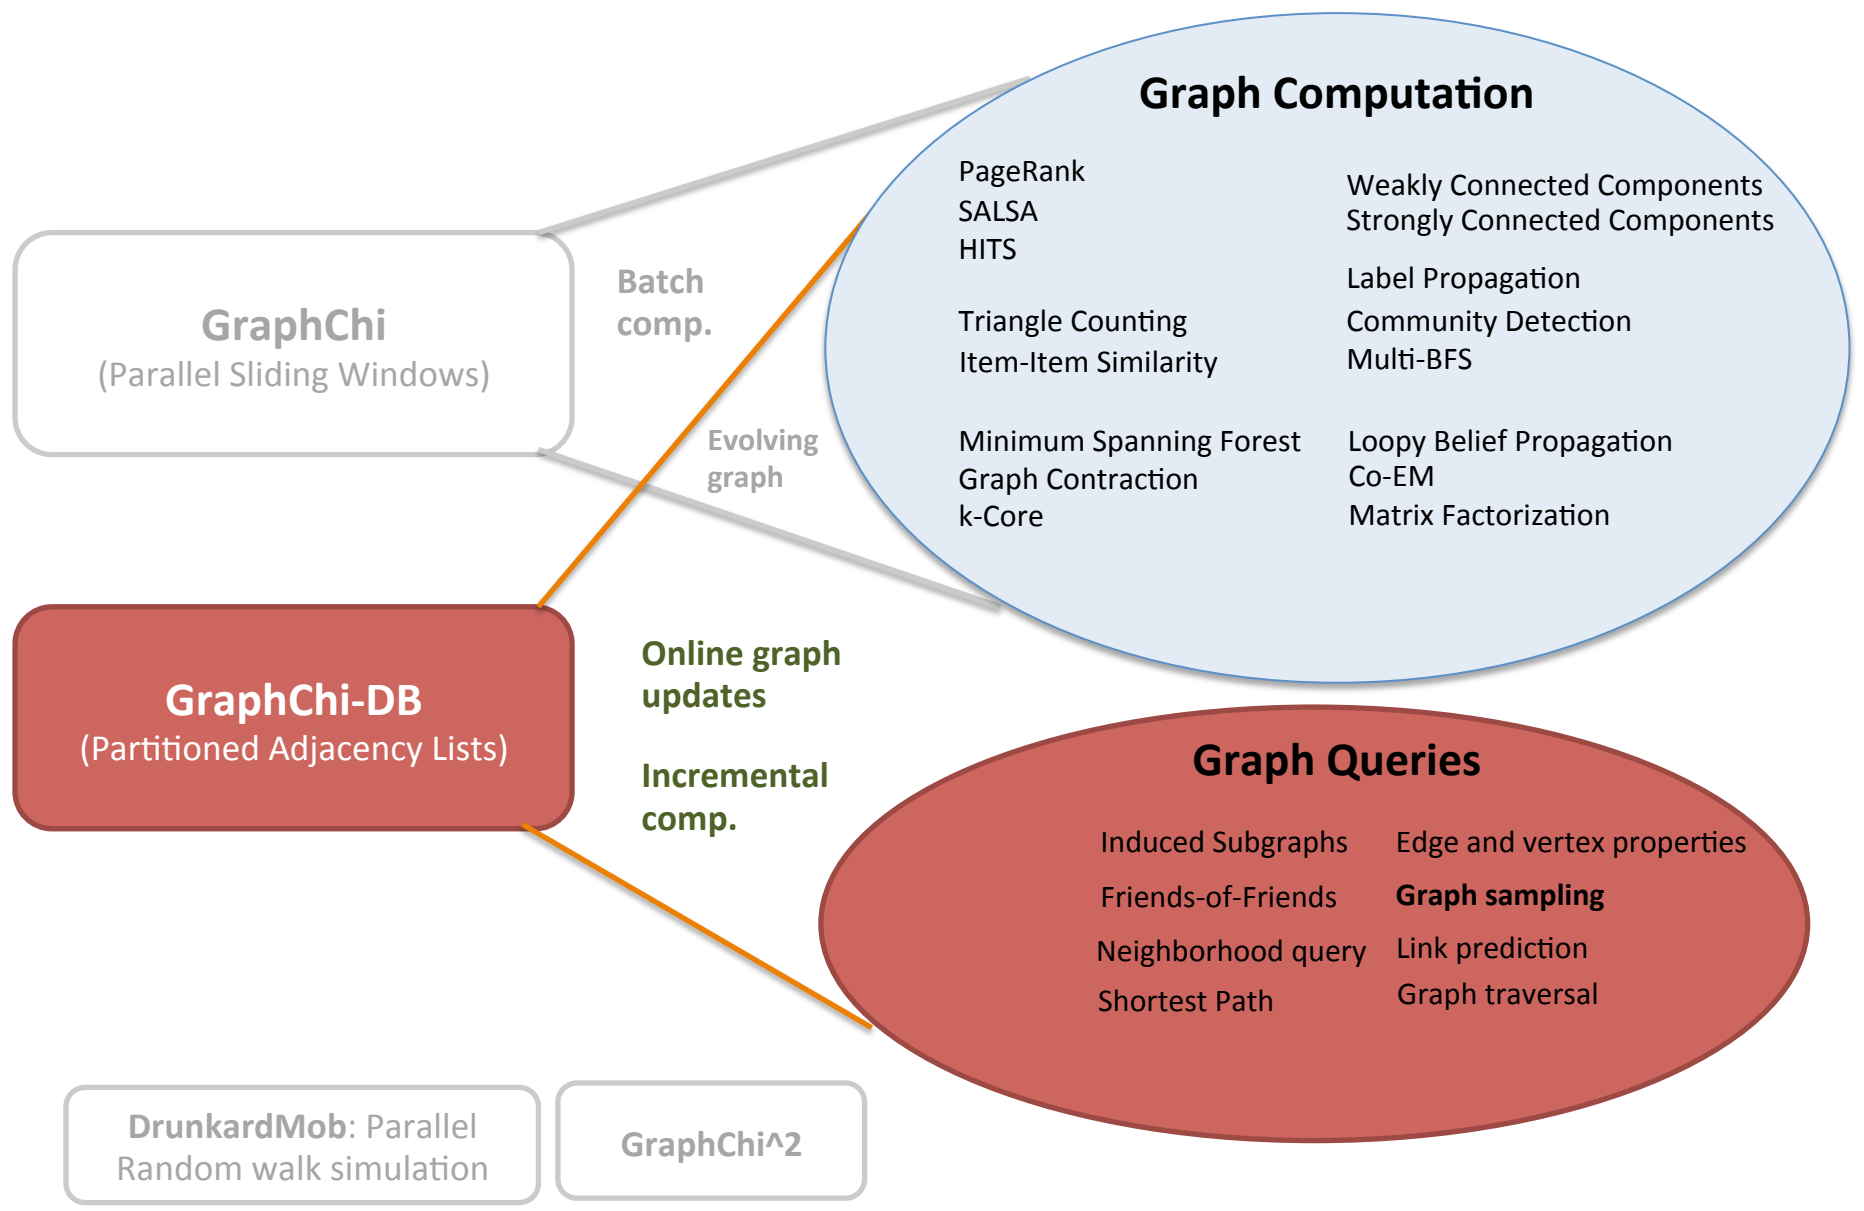 Graph Computation
PageRank
SALSA
HITS
Weakly Connected Components
Strongly Connected Components
Label Propagation
Triangle Counting
Item-Item Similarity
Community Detection
Multi-BFS
Minimum Spanning Forest
Graph Contraction
k-Core
Loopy Belief Propagation
Co-EM
Matrix Factorization
GraphChi
(Parallel Sliding Windows)
Batch
comp.
Evolving
graph
GraphChi-DB
(Partitioned Adjacency Lists)
Online graph
updates
Incremental
comp.
Graph Queries
Induced Subgraphs
Friends-of-Friends
Neighborhood query
Shortest Path
Edge and vertex properties
Graph sampling
Link prediction
Graph traversal
DrunkardMob: Parallel
Random walk simulation
GraphChi^2